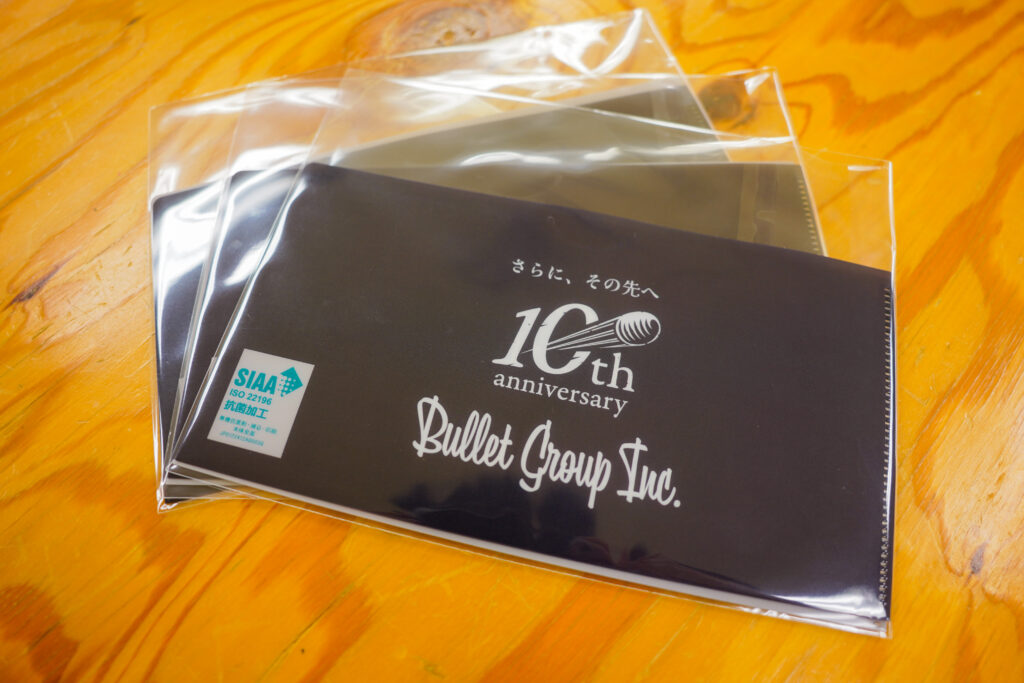 さらに、その先へ
10th
anniversary
Bullet Group Inc.
SIAA
ISO 22196
抗菌加工